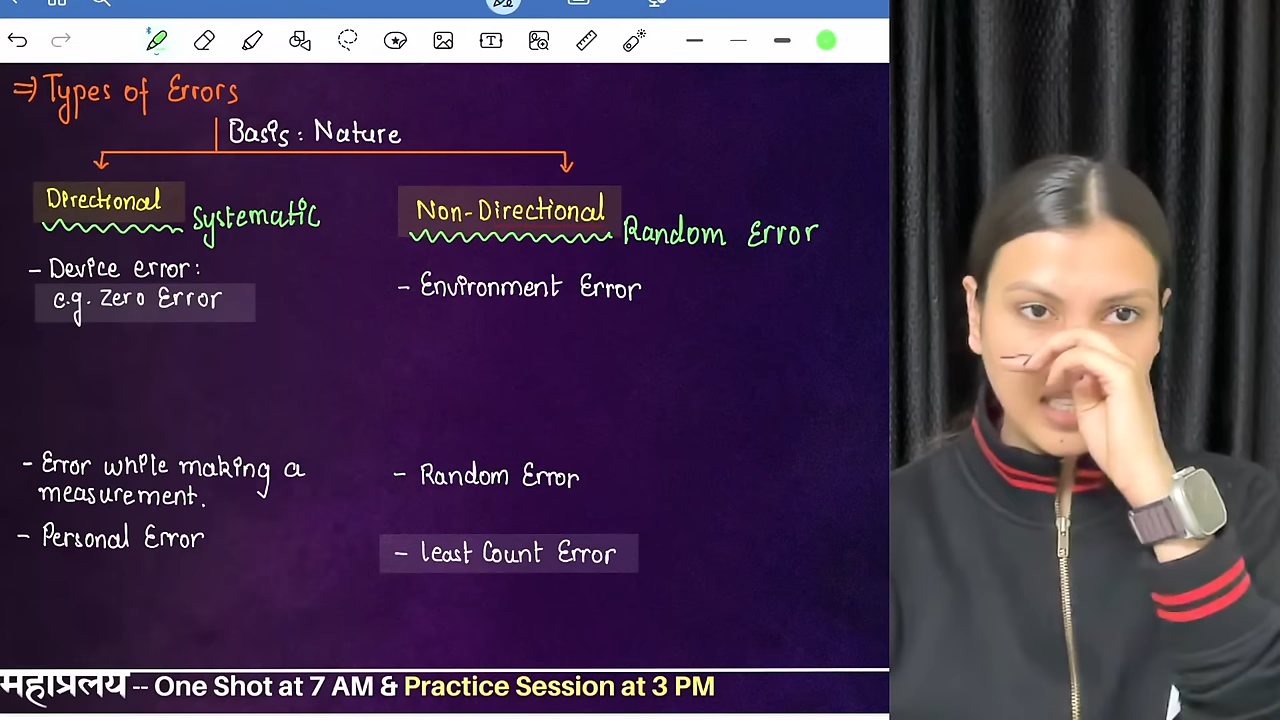 ⇒ Types of Errors
Basis: Nature
Directional Systematic
- Device error:
e.g. Zero Error
- Error while making a
measurement.
- Personal Error
Non-Directional Random Error
- Environment Error
- Random Error
- Least Count Error
महाप्रलय -- One Shot at 7 AM & Practice Session at 3 PM